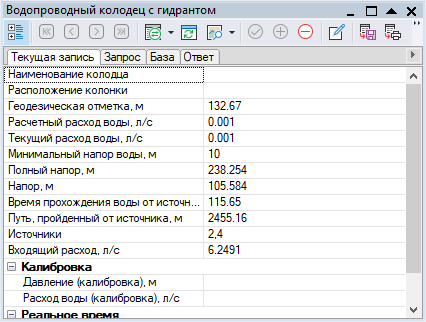 Водопроводный колодец с гидрантом
Текущая запись Запрос База Ответ
Наименование колодца
Расположение колонки
Геодезическая отметка, м 132.67
Расчетный расход воды, л/с 0.001
Текущий расход воды, л/с 0.001
Минимальный напор воды, м 10
Полный напор, м 238.254
Напор, м 105.584
Время прохождения воды от источн... 115.65
Путь, пройденный от источника, м 2455.16
Источники 2,4
Входящий расход, л/с 6.2491
Калибровка
Давление (калибровка), м
Расход воды (калибровка), л/с
Реальное время